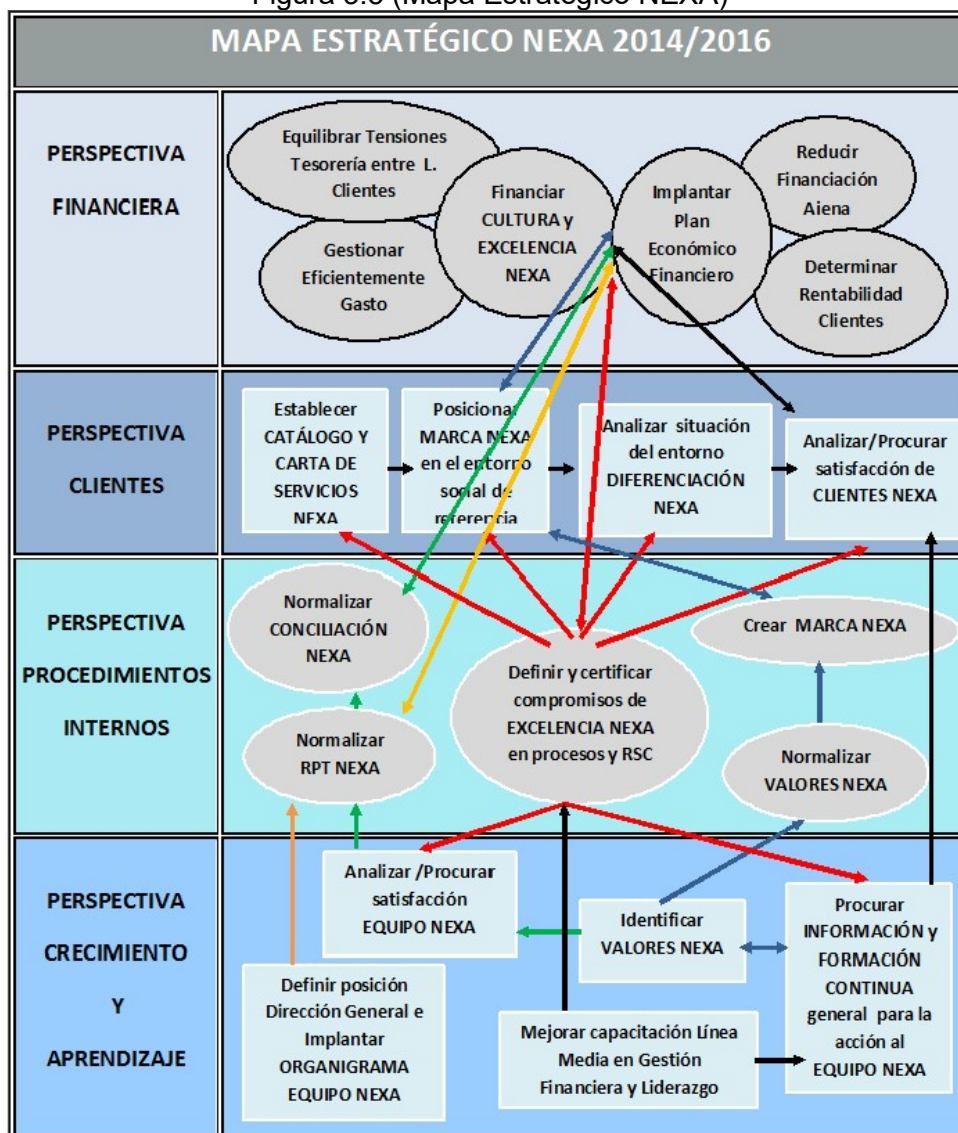 Figura 3.3 (Mapa Estratégico NEXA)
MAPA ESTRATÉGICO NEXA 2014/2016
PERSPECTIVA
FINANCIERA
Equilibrar Tensiones
Tesorería entre L.
Clientes
Gestionar
Eficientemente
Gasto
Financiar
CULTURA y
EXCELENCIA
NEXA
Implantar
Plan
Económico
Financiero
Reducir
Financiación
Ajena
Determinar
Rentabilidad
Clientes
PERSPECTIVA
CLIENTES
Establecer
CATÁLOGO Y
CARTA DE
SERVICIOS
NEXA
Posicionar
MARCA NEXA
en el entorno
social de
referencia
Analizar situación
del entorno
DIFERENCIACIÓN
NEXA
Analizar/Procurar
satisfacción de
CLIENTES NEXA
PERSPECTIVA
PROCEDIMIENTOS
INTERNOS
Normalizar
CONCILIACIÓN
NEXA
Normalizar
RPT NEXA
Definir y certificar
compromisos de
EXCELENCIA NEXA
en procesos y RSC
Crear MARCA NEXA
Normalizar
VALORES NEXA
PERSPECTIVA
CRECIMIENTO
Y
APRENDIZAJE
Analizar /Procurar
satisfacción
EQUIPO NEXA
Identificar
VALORES NEXA
Procurar
INFORMACIÓN y
FORMACIÓN
CONTINUA
general para la
acción al
EQUIPO NEXA
Definir posición
Dirección General e
Implantar
ORGANIGRAMA
EQUIPO NEXA
Mejorar capacitación Línea
Media en Gestión
Financiera y Liderazgo